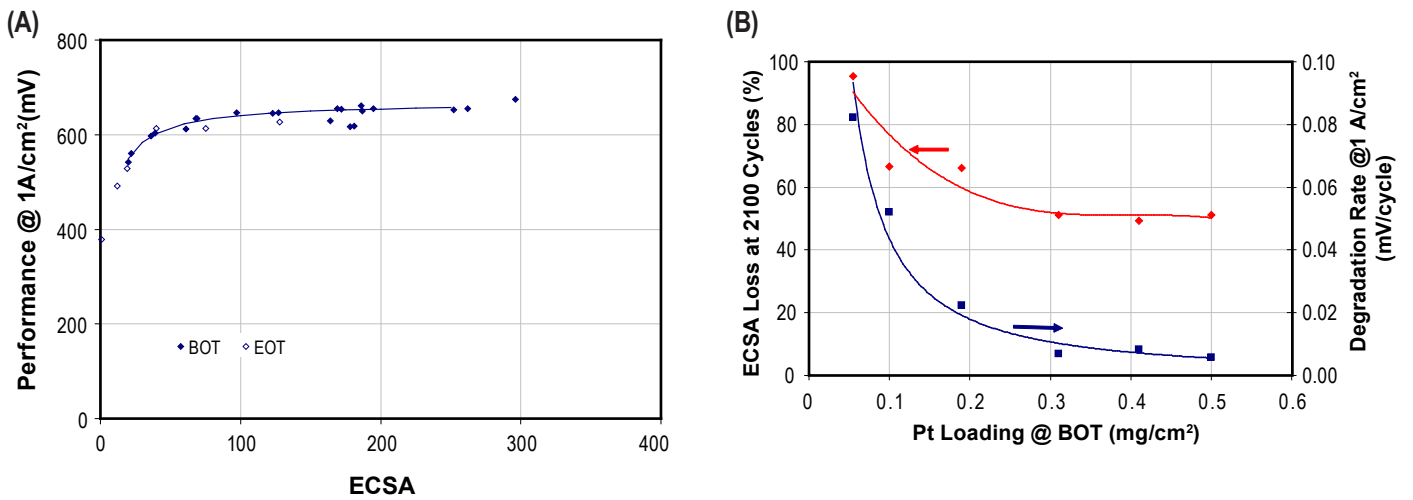 (A)
800
600
400
200
0
0
100
200
300
400
Performance @ 1A/cm²(mV)
BOT
EOT
ECSA
(B)
100
80
60
40
20
0
0
0.1
0.2
0.3
0.4
0.5
0.6
0.10
0.08
0.06
0.04
0.02
0.00
ECSA Loss at 2100 Cycles (%)
Degradation Rate @1 A/cm²
(mV/cycle)
Pt Loading @ BOT (mg/cm²)